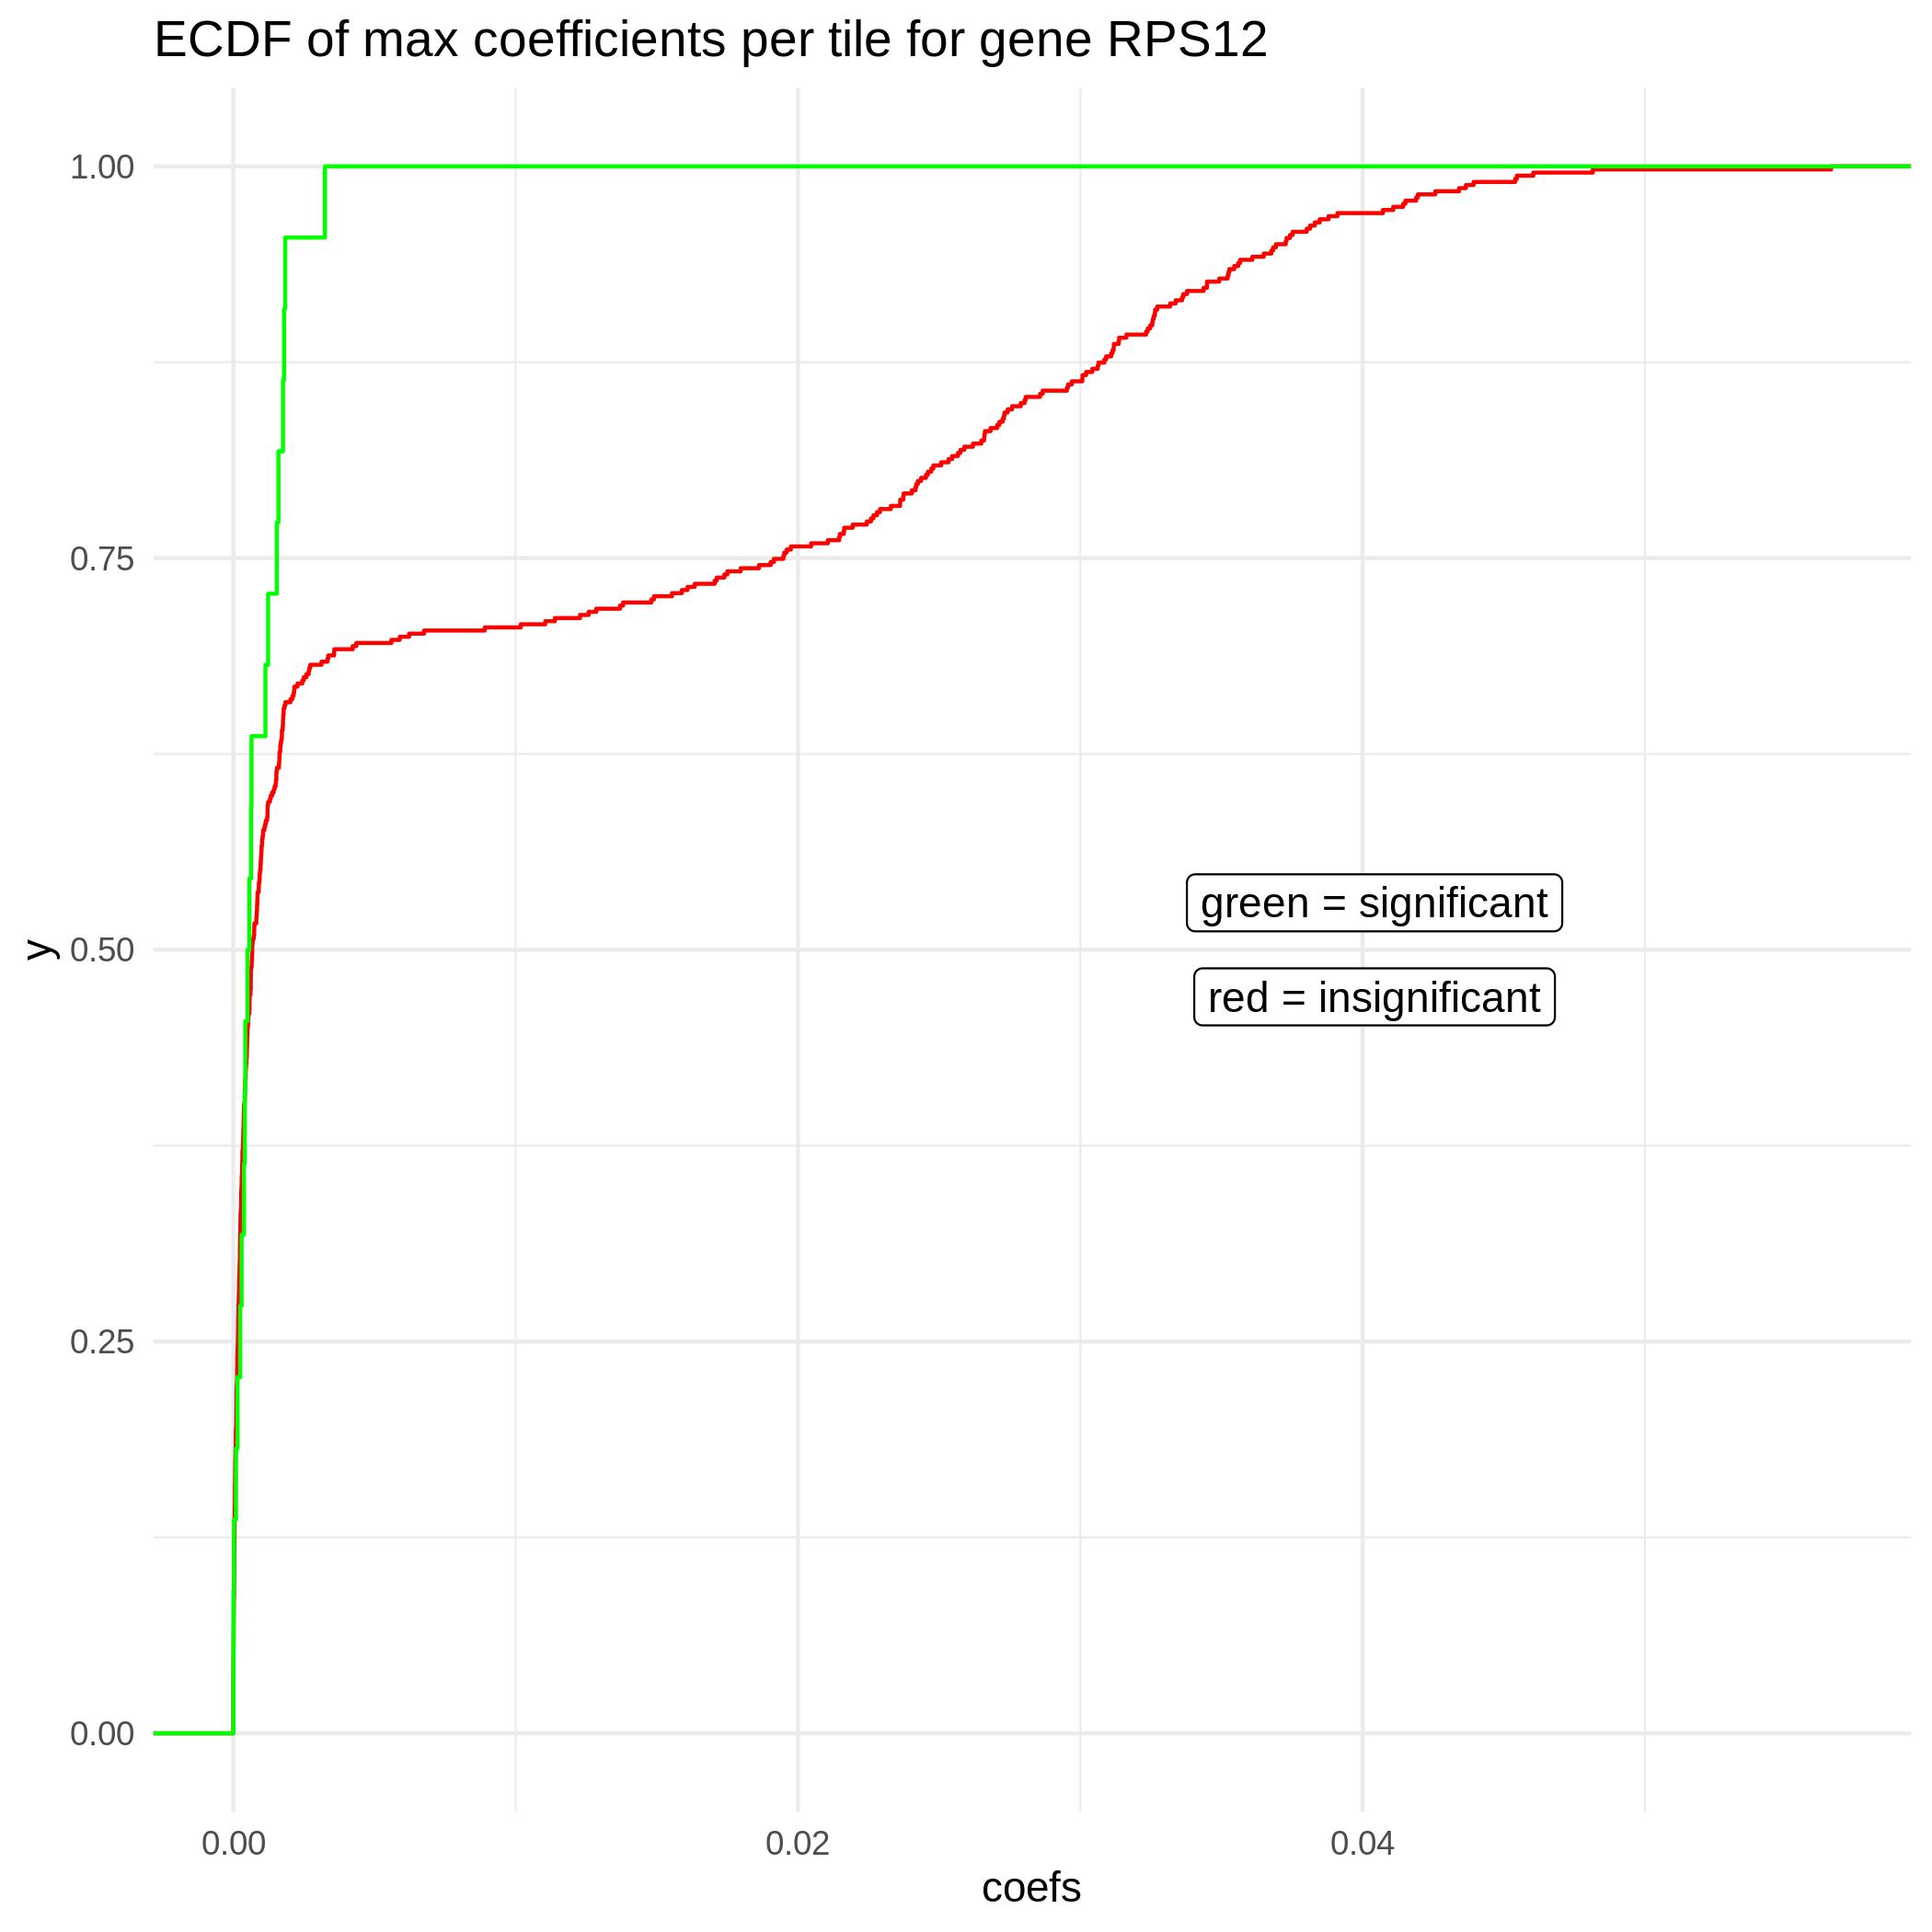 ECDF of max coefficients per tile for gene RPS12
1.00
0.75
0.50
0.25
0.00
y
green = significant
red = insignificant
0.00 0.02 0.04
coefs